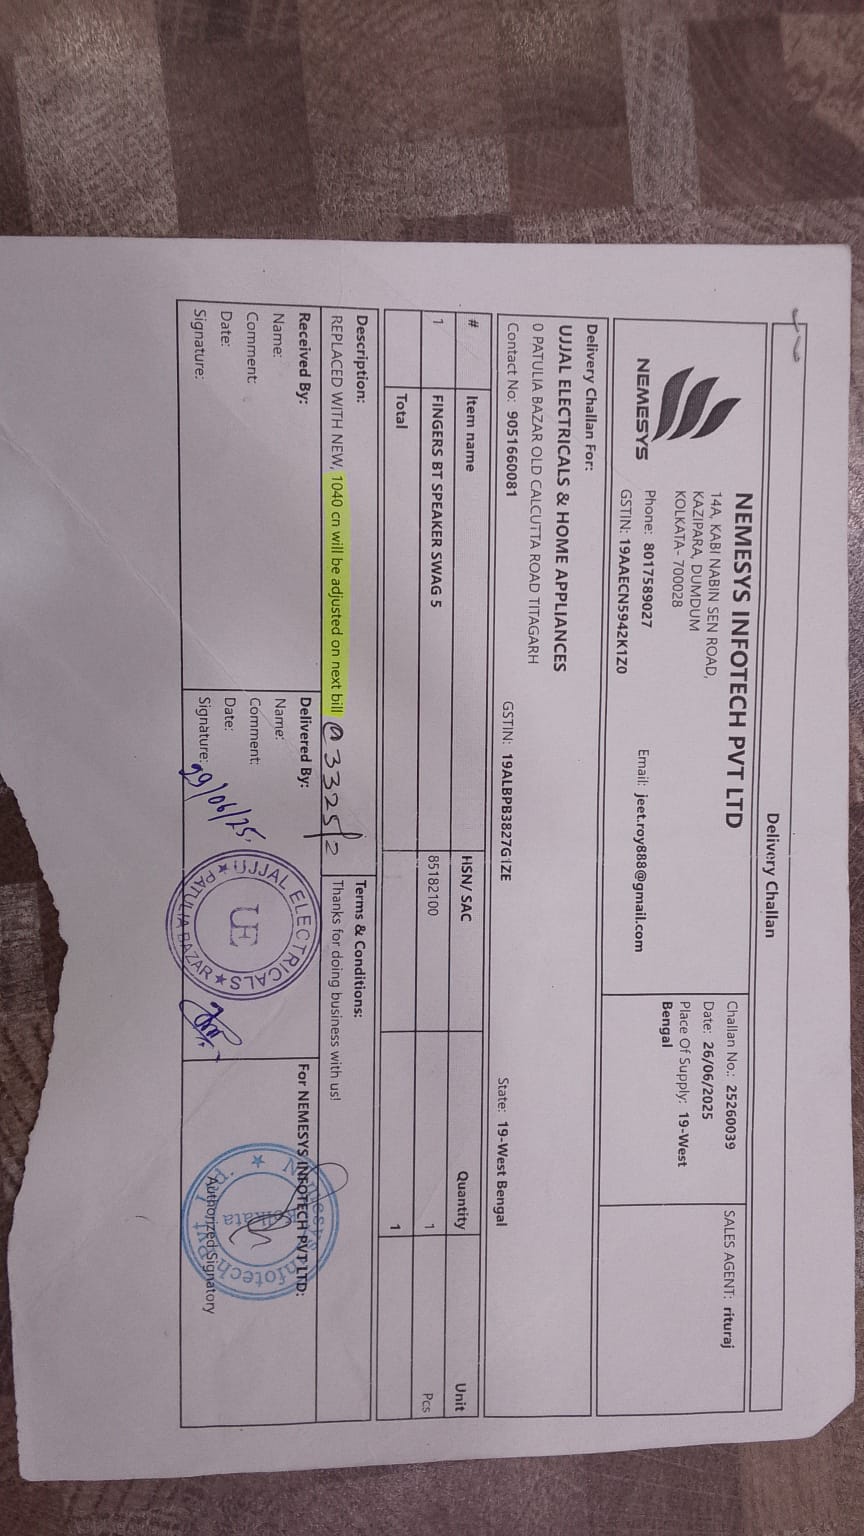 Delivery Challan
NEMESYS
NEMESYS INFOTECH PVT LTD
14A, KABI NABIN SEN ROAD,
KAZIPARA, DUMDUM
KOLKATA- 700028
Phone: 8017589027 Email: jeet.roy888@gmail.com
GSTIN: 19AAECN5942K1Z0
Challan No.: 25260039
Date: 26/06/2025
Place Of Supply: 19-West
Bengal
SALES AGENT: rituraj
Delivery Challan For:
UJJAL ELECTRICALS & HOME APPLIANCES
0 PATULIA BAZAR OLD CALCUTTA ROAD TITAGARH
Contact No: 9051660081 GSTIN: 19ALBPB3827G1ZE State: 19-West Bengal
# Item name HSN/ SAC Quantity Unit
1 FINGERS BT SPEAKER SWAG 5 85182100 1 Pcs
Total 1
Description:
REPLACED WITH NEW, 1040 cn will be adjusted on next bill @ 3325/-
Terms & Conditions:
Thanks for doing business with us!
Received By:
Name:
Comment:
Date:
Signature:
Delivered By:
Name:
Comment:
Date:
Signature:
29/06/25
UJJAL ELECTRICALS
UE
PATULIA BAZAR
For NEMESYS INFOTECH PVT LTD:
Nemesys Infotech Pvt
Authorized Signatory